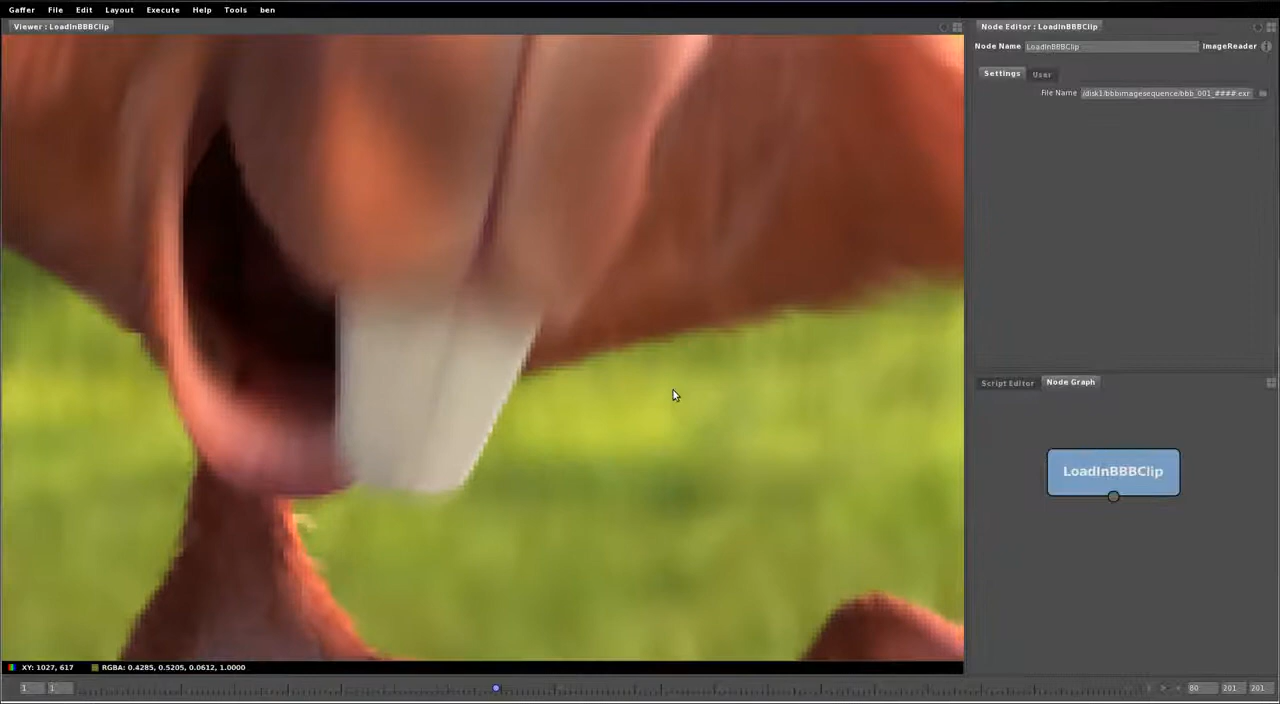 Gaffer File Edit Layout Execute Help Tools ben
Viewer : LoadInBBBClip
Node Editor : LoadInBBBClip
Node Name LoadInBBBClip ImageReader
Settings User
File Name /disk1/bbbimagesequence/bbb_001_####.exr
Script Editor Node Graph
LoadInBBBClip
XY: 1027, 617 RGBA: 0.4285, 0.5205, 0.0612, 1.0000
1 1 80 201 201